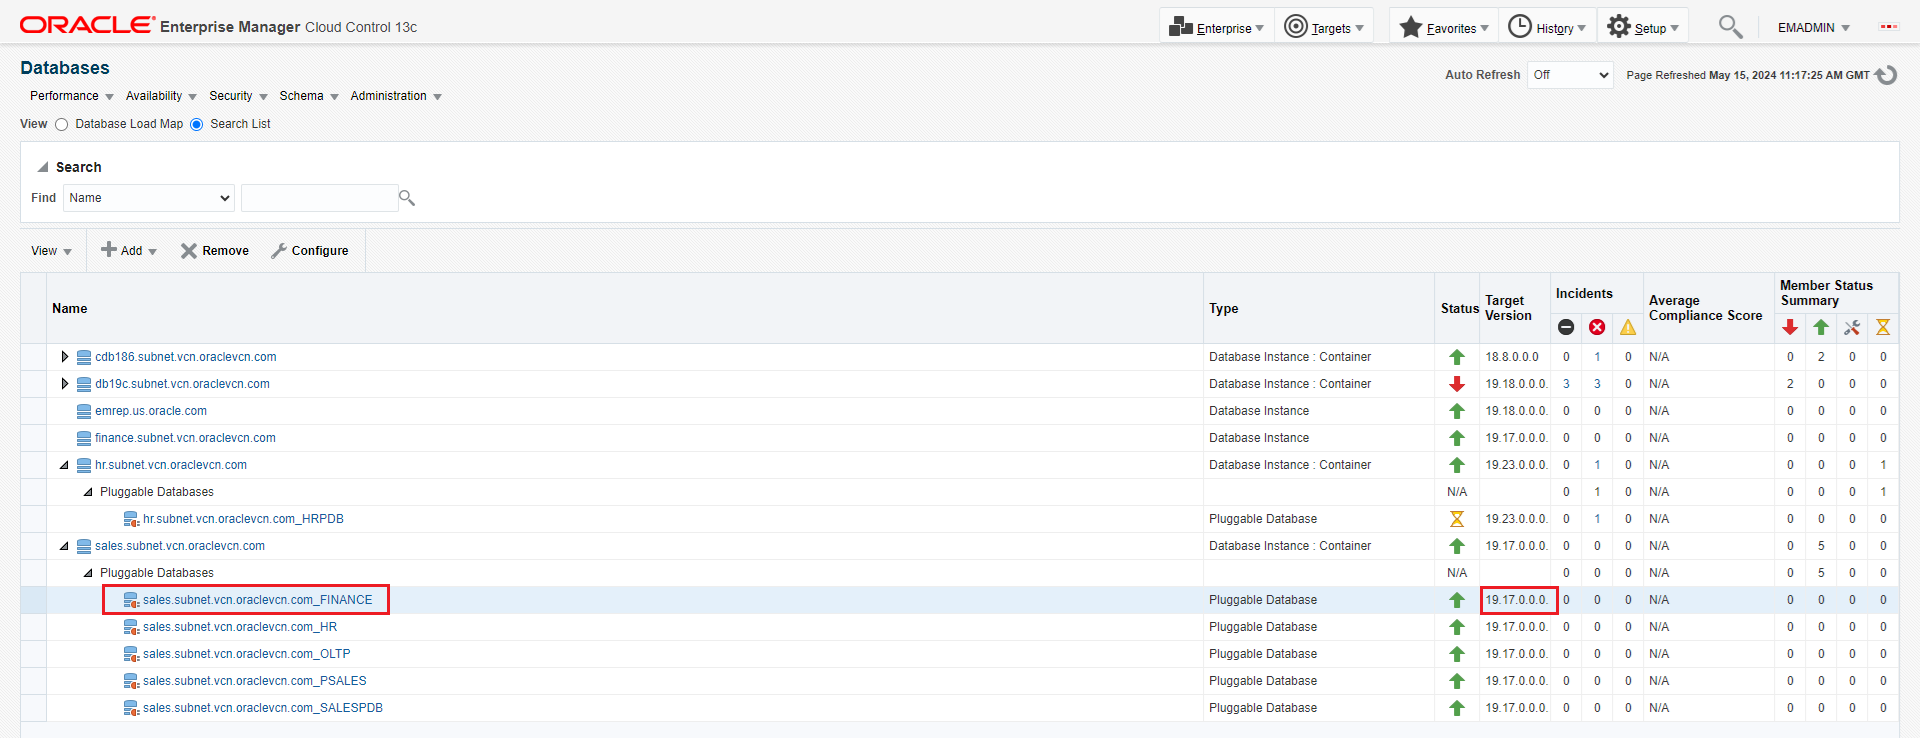 ORACLE Enterprise Manager Cloud Control 13c Enterprise Targets Favorites History Setup EMADMIN
Databases
Auto Refresh Off Page Refreshed May 15, 2024 11:17:25 AM GMT
Performance Availability Security Schema Administration
View Database Load Map Search List
Search
Find Name
View Add Remove Configure
Name Type Status Target Version Incidents Average Compliance Score Member Status Summary
cdb186.subnet.vcn.oraclevcn.com Database Instance : Container 18.8.0.0.0 0 1 0 N/A 0 2 0 0
db19c.subnet.vcn.oraclevcn.com Database Instance : Container 19.18.0.0.0. 3 3 0 N/A 2 0 0 0
emrep.us.oracle.com Database Instance 19.18.0.0.0. 0 0 0 N/A 0 0 0 0
finance.subnet.vcn.oraclevcn.com Database Instance 19.17.0.0.0. 0 0 0 N/A 0 0 0 0
hr.subnet.vcn.oraclevcn.com Database Instance : Container 19.23.0.0.0. 0 1 0 N/A 0 0 0 1
Pluggable Databases N/A 0 1 0 N/A 0 0 0 1
hr.subnet.vcn.oraclevcn.com_HRPDB Pluggable Database 19.23.0.0.0. 0 1 0 N/A 0 0 0 0
sales.subnet.vcn.oraclevcn.com Database Instance : Container 19.17.0.0.0. 0 0 0 N/A 0 5 0 0
Pluggable Databases N/A 0 0 0 N/A 0 5 0 0
sales.subnet.vcn.oraclevcn.com_FINANCE Pluggable Database 19.17.0.0.0. 0 0 0 N/A 0 0 0 0
sales.subnet.vcn.oraclevcn.com_HR Pluggable Database 19.17.0.0.0. 0 0 0 N/A 0 0 0 0
sales.subnet.vcn.oraclevcn.com_OLTP Pluggable Database 19.17.0.0.0. 0 0 0 N/A 0 0 0 0
sales.subnet.vcn.oraclevcn.com_PSALES Pluggable Database 19.17.0.0.0. 0 0 0 N/A 0 0 0 0
sales.subnet.vcn.oraclevcn.com_SALESPDB Pluggable Database 19.17.0.0.0. 0 0 0 N/A 0 0 0 0